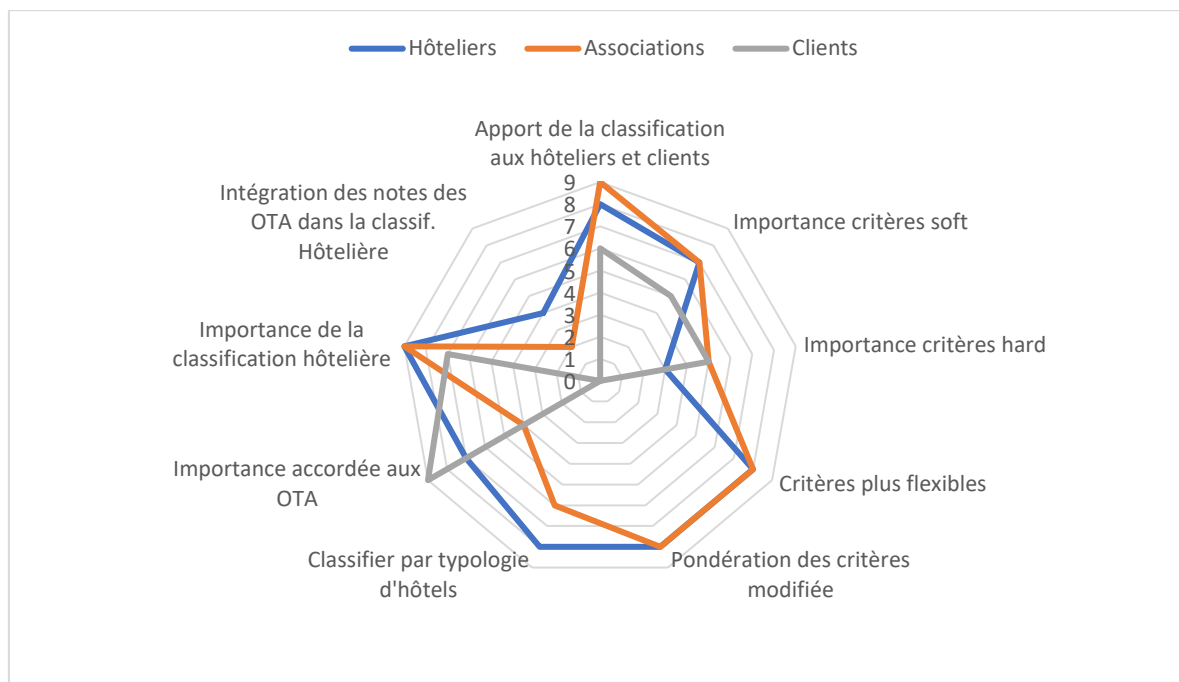 Hôteliers
Associations
Clients
Apport de la classification
aux hôteliers et clients
Intégration des notes des
OTA dans la classif.
Hôtelière
Importance critères soft
Importance de la
classification hôtelière
Importance critères hard
Importance accordée aux
OTA
Critères plus flexibles
Classifier par typologie
d'hôtels
Pondération des critères
modifiée
9
8
7
6
5
4
3
2
1
0